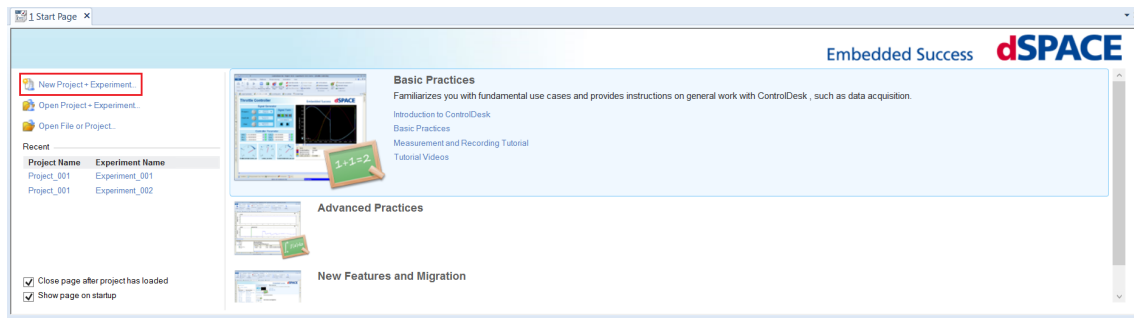 1 Start Page ×
Embedded Success dSPACE
New Project + Experiment...
Open Project + Experiment...
Open File or Project...
Recent
Project Name Experiment Name
Project_001 Experiment_001
Project_001 Experiment_002
Close page after project has loaded
Show page on startup
Basic Practices
Familiarizes you with fundamental use cases and provides instructions on general work with ControlDesk , such as data acquisition.
Introduction to ControlDesk
Basic Practices
Measurement and Recording Tutorial
Tutorial Videos
1+1=2
Advanced Practices
New Features and Migration